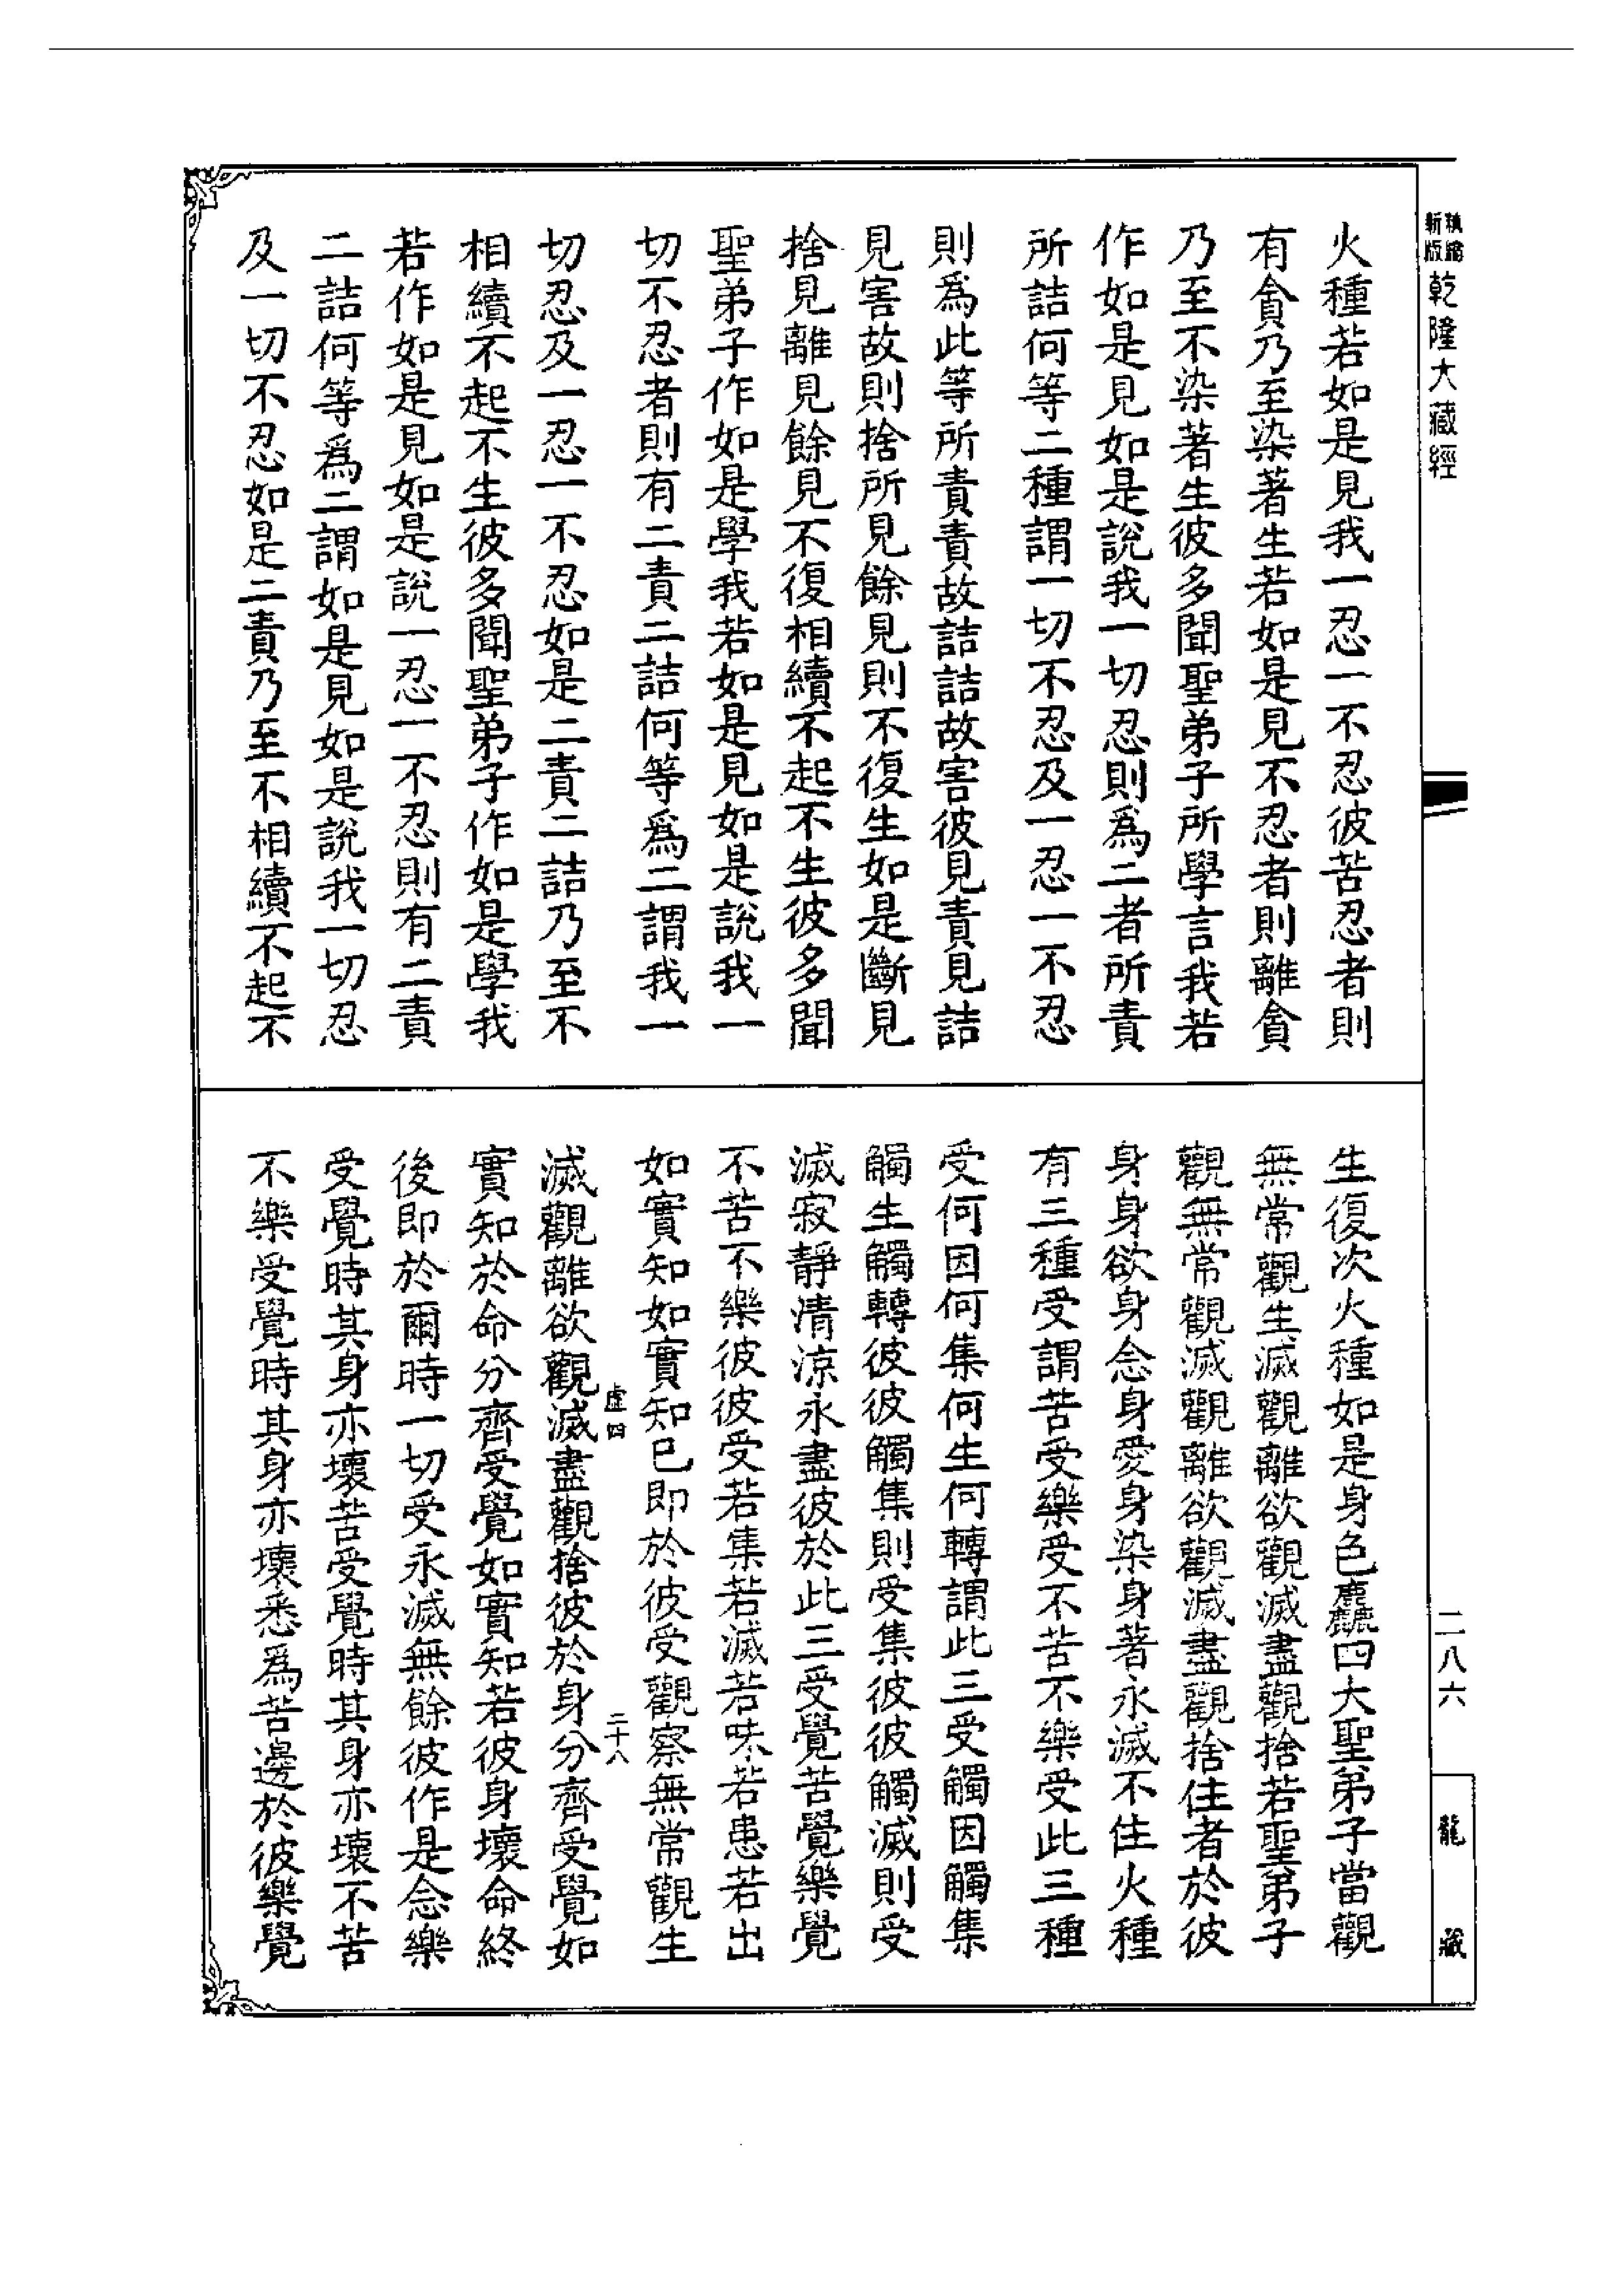 新版縮本乾隆大藏經
火種若如是見我一忍一不忍彼苦忍者則
有貪乃至染著生若如是見不忍者則離貪
乃至不染著生彼多聞聖弟子所學言我若
作如是見如是說我一切忍則爲二者所責
所詰何等二種謂一切不忍及一忍一不忍
則爲此等所責責故詰詰故害彼見責見詰
見害故則捨所見餘見則不復生如是斷見
捨見離見餘見不復相續不起不生彼多聞
聖弟子作如是學我若如是見如是說我一
切不忍者則有二責二詰何等爲二謂我一
切忍及一忍一不忍如是二責二詰乃至不
相續不起不生彼多聞聖弟子作如是學我
若作如是見如是說一忍一不忍則有二責
二詰何等爲二謂如是見如是說我一切忍
及一切不忍如是二責乃至不相續不起不
生復次火種如是身色麤四大聖弟子當觀
無常觀生滅觀離欲觀滅盡觀捨若聖弟子
觀無常觀滅觀離欲觀滅盡觀捨住者於彼
身身欲身念身愛身染身著永滅不住火種
有三種受謂苦受樂受不苦不樂受此三種
受何因何集何生何轉謂此三受觸因觸集
觸生觸轉彼彼觸集則受集彼彼觸滅則受
滅寂靜清涼永盡彼於此三受覺苦覺樂覺
不苦不樂彼彼受若集若滅若味若患若出
如實知如實知已即於彼受觀察無常觀生
滅觀離欲觀滅盡觀捨彼於身分齊受覺如
實知於命分齊受覺如實知若彼身壞命終
後即於爾時一切受永滅無餘彼作是念樂
受覺時其身亦壞苦受覺時其身亦壞不苦
不樂受覺時其身亦壞悉爲苦邊於彼樂覺
虛四
二十八
二八六
龍藏